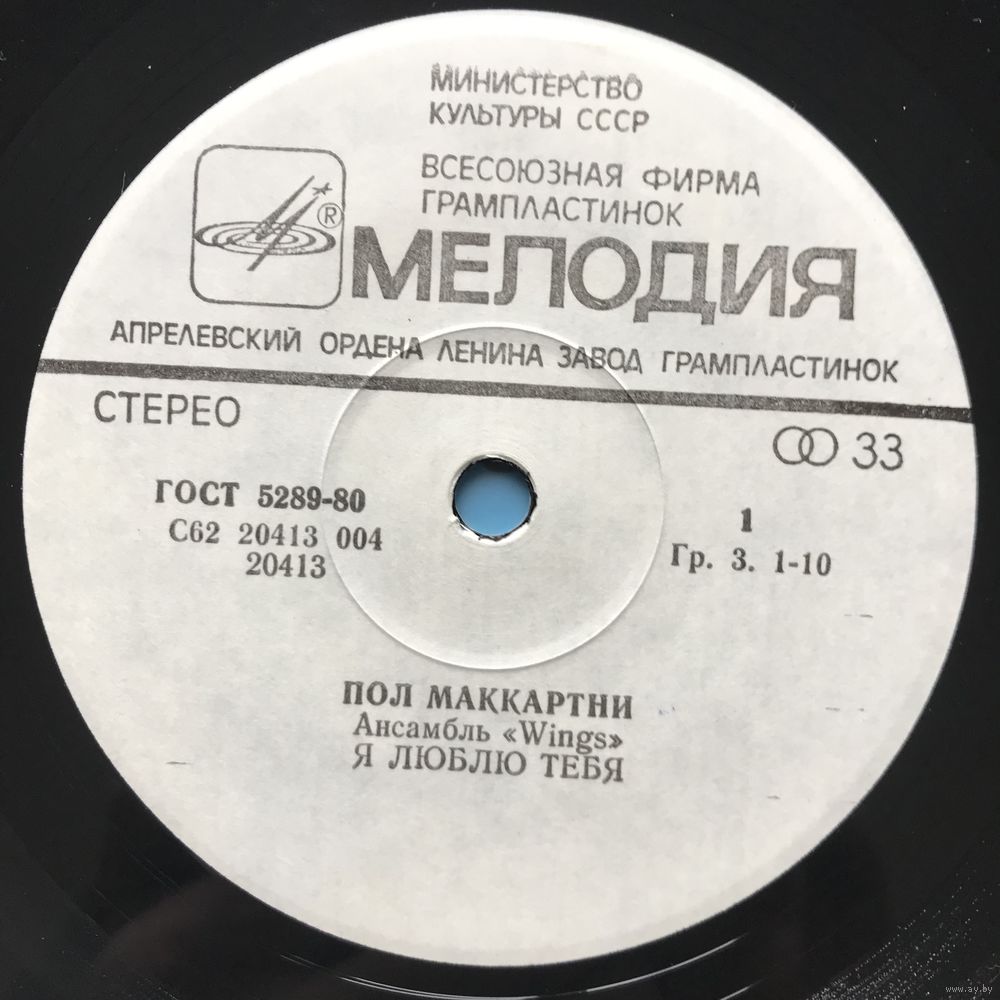 МИНИСТЕРСТВО
КУЛЬТУРЫ СССР
ВСЕСОЮЗНАЯ ФИРМА
ГРАМПЛАСТИНОК
®
МЕЛОДИЯ
АПРЕЛЕВСКИЙ ОРДЕНА ЛЕНИНА ЗАВОД ГРАМПЛАСТИНОК
СТЕРЕО
33
ГОСТ 5289-80
С62 20413 004
20413
1
Гр. 3. 1-10
ПОЛ МАККАРТНИ
Ансамбль «Wings»
Я ЛЮБЛЮ ТЕБЯ
www.ay.by